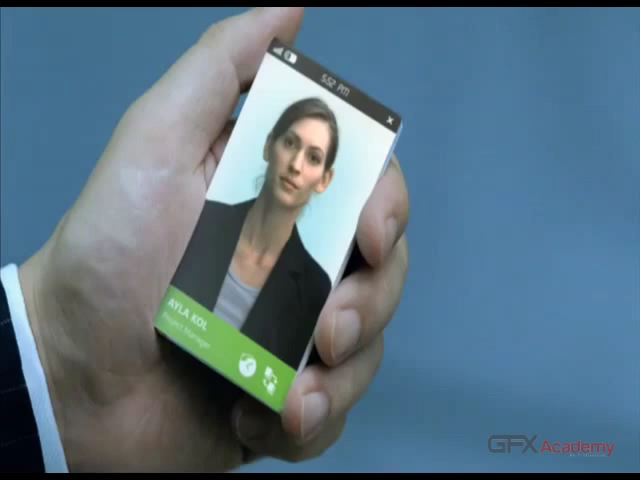 5:52 PM
x
AYLA KOL
Project Manager
GFX Academy